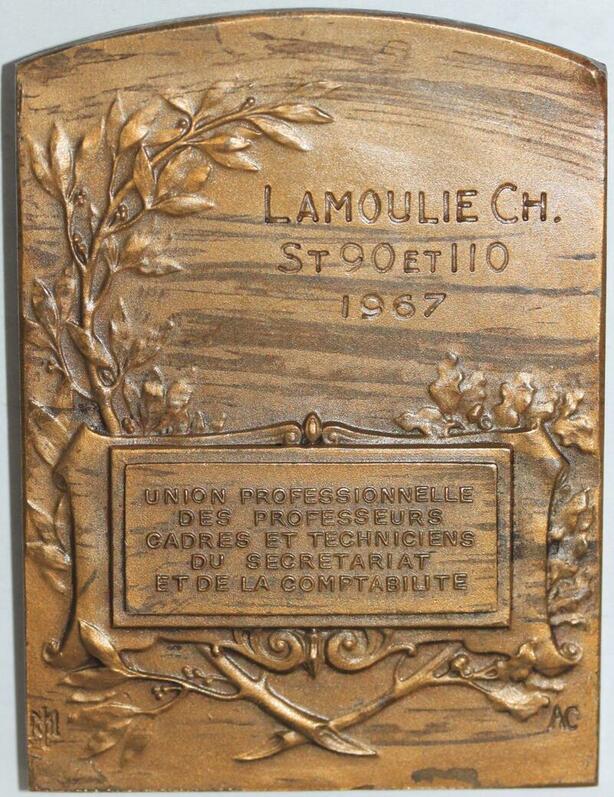 LAMOULIE CH.
ST 90 ET 110
1967
UNION PROFESSIONNELLE
DES PROFESSEURS
CADRES ET TECHNICIENS
DU SECRETARIAT
ET DE LA COMPTABILITE
AC